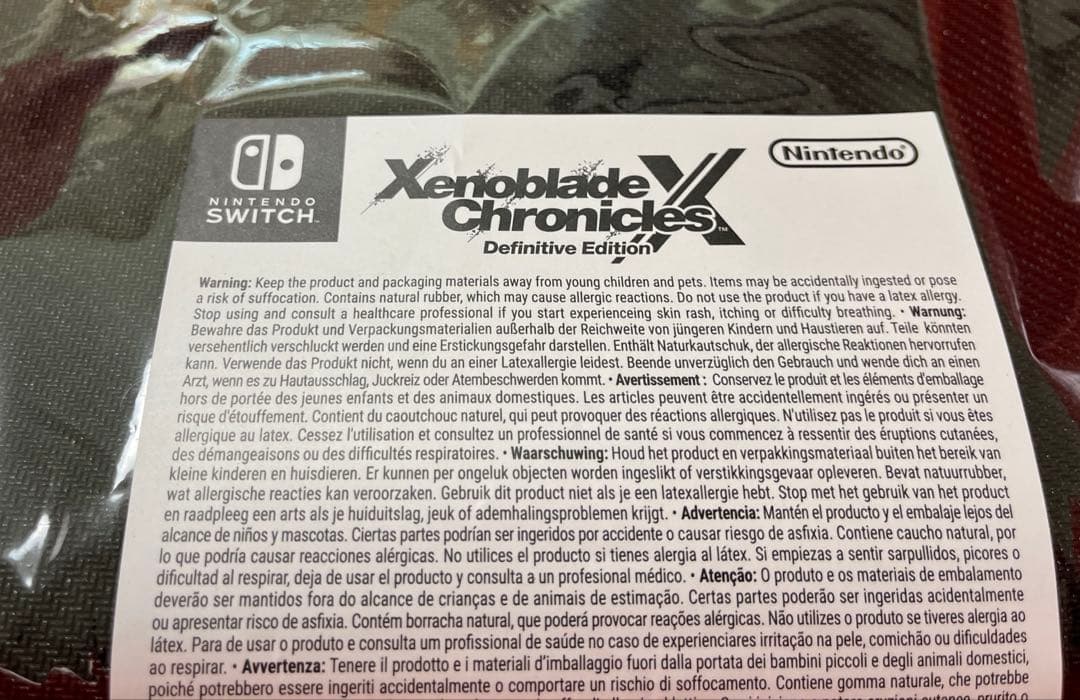 NINTENDO
SWITCH™
Nintendo®
Xenoblade X
Chronicles™
Definitive Edition
Warning: Keep the product and packaging materials away from young children and pets. Items may be accidentally ingested or pose
a risk of suffocation. Contains natural rubber, which may cause allergic reactions. Do not use the product if you have a latex allergy.
Stop using and consult a healthcare professional if you start experienceing skin rash, itching or difficulty breathing. • Warnung:
Bewahre das Produkt und Verpackungsmaterialien außerhalb der Reichweite von jüngeren Kindern und Haustieren auf. Teile könnten
versehentlich verschluckt werden und eine Erstickungsgefahr darstellen. Enthält Naturkautschuk, der allergische Reaktionen hervorrufen
kann. Verwende das Produkt nicht, wenn du an einer Latexallergie leidest. Beende unverzüglich den Gebrauch und wende dich an einen
Arzt, wenn es zu Hautausschlag, Juckreiz oder Atembeschwerden kommt. • Avertissement : Conservez le produit et les éléments d'emballage
hors de portée des jeunes enfants et des animaux domestiques. Les articles peuvent être accidentellement ingérés ou présenter un
risque d'étouffement. Contient du caoutchouc naturel, qui peut provoquer des réactions allergiques. N'utilisez pas le produit si vous êtes
allergique au latex. Cessez l'utilisation et consultez un professionnel de santé si vous commencez à ressentir des éruptions cutanées,
des démangeaisons ou des difficultés respiratoires. • Waarschuwing: Houd het product en verpakkingsmateriaal buiten het bereik van
kleine kinderen en huisdieren. Er kunnen per ongeluk objecten worden ingeslikt of verstikkingsgevaar opleveren. Bevat natuurrubber,
wat allergische reacties kan veroorzaken. Gebruik dit product niet als je een latexallergie hebt. Stop met het gebruik van het product
en raadpleeg een arts als je huiduitslag, jeuk of ademhalingsproblemen krijgt. • Advertencia: Mantén el producto y el embalaje lejos del
alcance de niños y mascotas. Ciertas partes podrían ser ingeridos por accidente o causar riesgo de asfixia. Contiene caucho natural, por
lo que podría causar reacciones alérgicas. No utilices el producto si tienes alergia al látex. Si empiezas a sentir sarpullidos, picores o
dificultad al respirar, deja de usar el producto y consulta a un profesional médico. • Atenção: O produto e os materiais de embalamento
deverão ser mantidos fora do alcance de crianças e de animais de estimação. Certas partes poderão ser ingeridas acidentalmente
ou apresentar risco de asfixia. Contém borracha natural, que poderá provocar reações alérgicas. Não utilizes o produto se tiveres alergia ao
látex. Para de usar o produto e consulta um profissional de saúde no caso de experienciares irritação na pele, comichão ou dificuldades
ao respirar. • Avvertenza: Tenere il prodotto e i materiali d'imballaggio fuori dalla portata dei bambini piccoli e degli animali domestici,
poiché potrebbero essere ingeriti accidentalmente o comportare un rischio di soffocamento. Contiene gomma naturale, che potrebbe